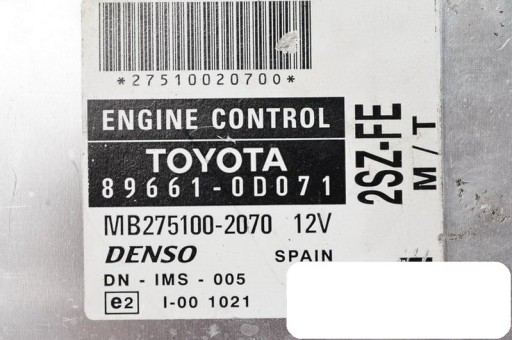 *27510020700*
ENGINE CONTROL
TOYOTA
89661-0D071
MB275100-2070 12V
DENSO SPAIN
DN - IMS - 005
e2 I-00 1021
2SZ-FE
M/T